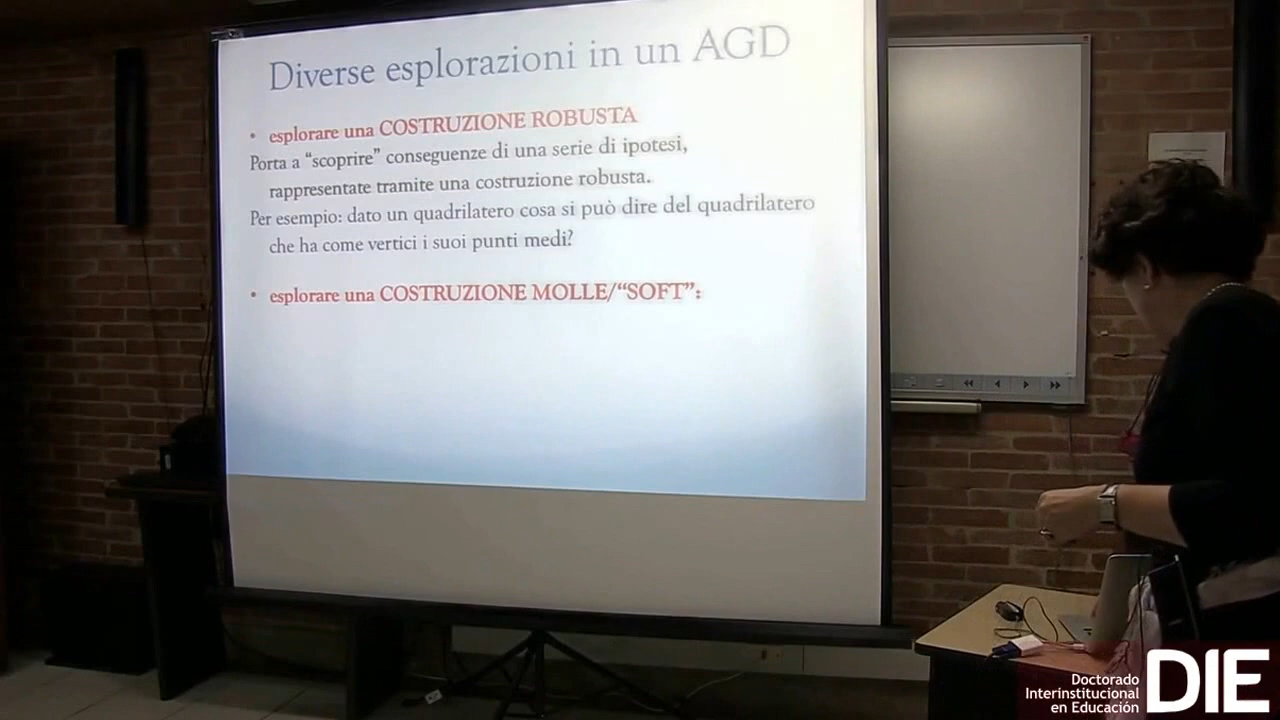 Diverse esplorazioni in un AGD
• esplorare una COSTRUZIONE ROBUSTA
Porta a “scoprire” conseguenze di una serie di ipotesi,
rappresentate tramite una costruzione robusta.
Per esempio: dato un quadrilatero cosa si può dire del quadrilatero
che ha come vertici i suoi punti medi?
• esplorare una COSTRUZIONE MOLLE/“SOFT”:
Doctorado
Interinstitucional
en Educación
DIE